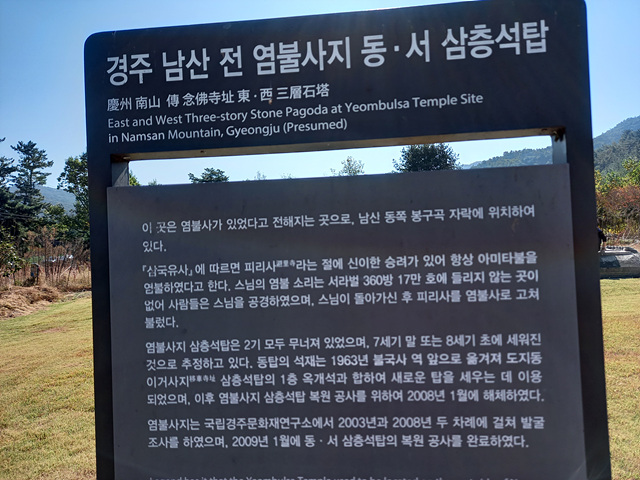 경주 남산 전 염불사지 동·서 삼층석탑
慶州 南山 傳 念佛寺址 東·西 三層石塔
East and West Three-story Stone Pagoda at Yeombulsa Temple Site
in Namsan Mountain, Gyeongju (Presumed)
이 곳은 염불사가 있었다고 전해지는 곳으로, 남산 동쪽 봉구곡 자락에 위치하여
있다.
『삼국유사』에 따르면 피리사라는 절에 신이한 승려가 있어 항상 아미타불을
염불하였다고 한다. 스님의 염불 소리는 서라벌 360방 17만 호에 들리지 않는 곳이
없어 사람들은 스님을 공경하였으며, 스님이 돌아가신 후 피리사를 염불사로 고쳐
불렀다.
염불사지 삼층석탑은 2기 모두 무너져 있었으며, 7세기 말 또는 8세기 초에 세워진
것으로 추정하고 있다. 동탑의 석재는 1963년 불국사 역 앞으로 옮겨져 도지동
이거사지移車寺址 삼층석탑의 1층 옥개석과 합하여 새로운 탑을 세우는 데 이용
되었으며, 이후 염불사지 삼층석탑 복원 공사를 위하여 2008년 1월에 해체하였다.
염불사지는 국립경주문화재연구소에서 2003년과 2008년 두 차례에 걸쳐 발굴
조사를 하였으며, 2009년 1월에 동·서 삼층석탑의 복원 공사를 완료하였다.